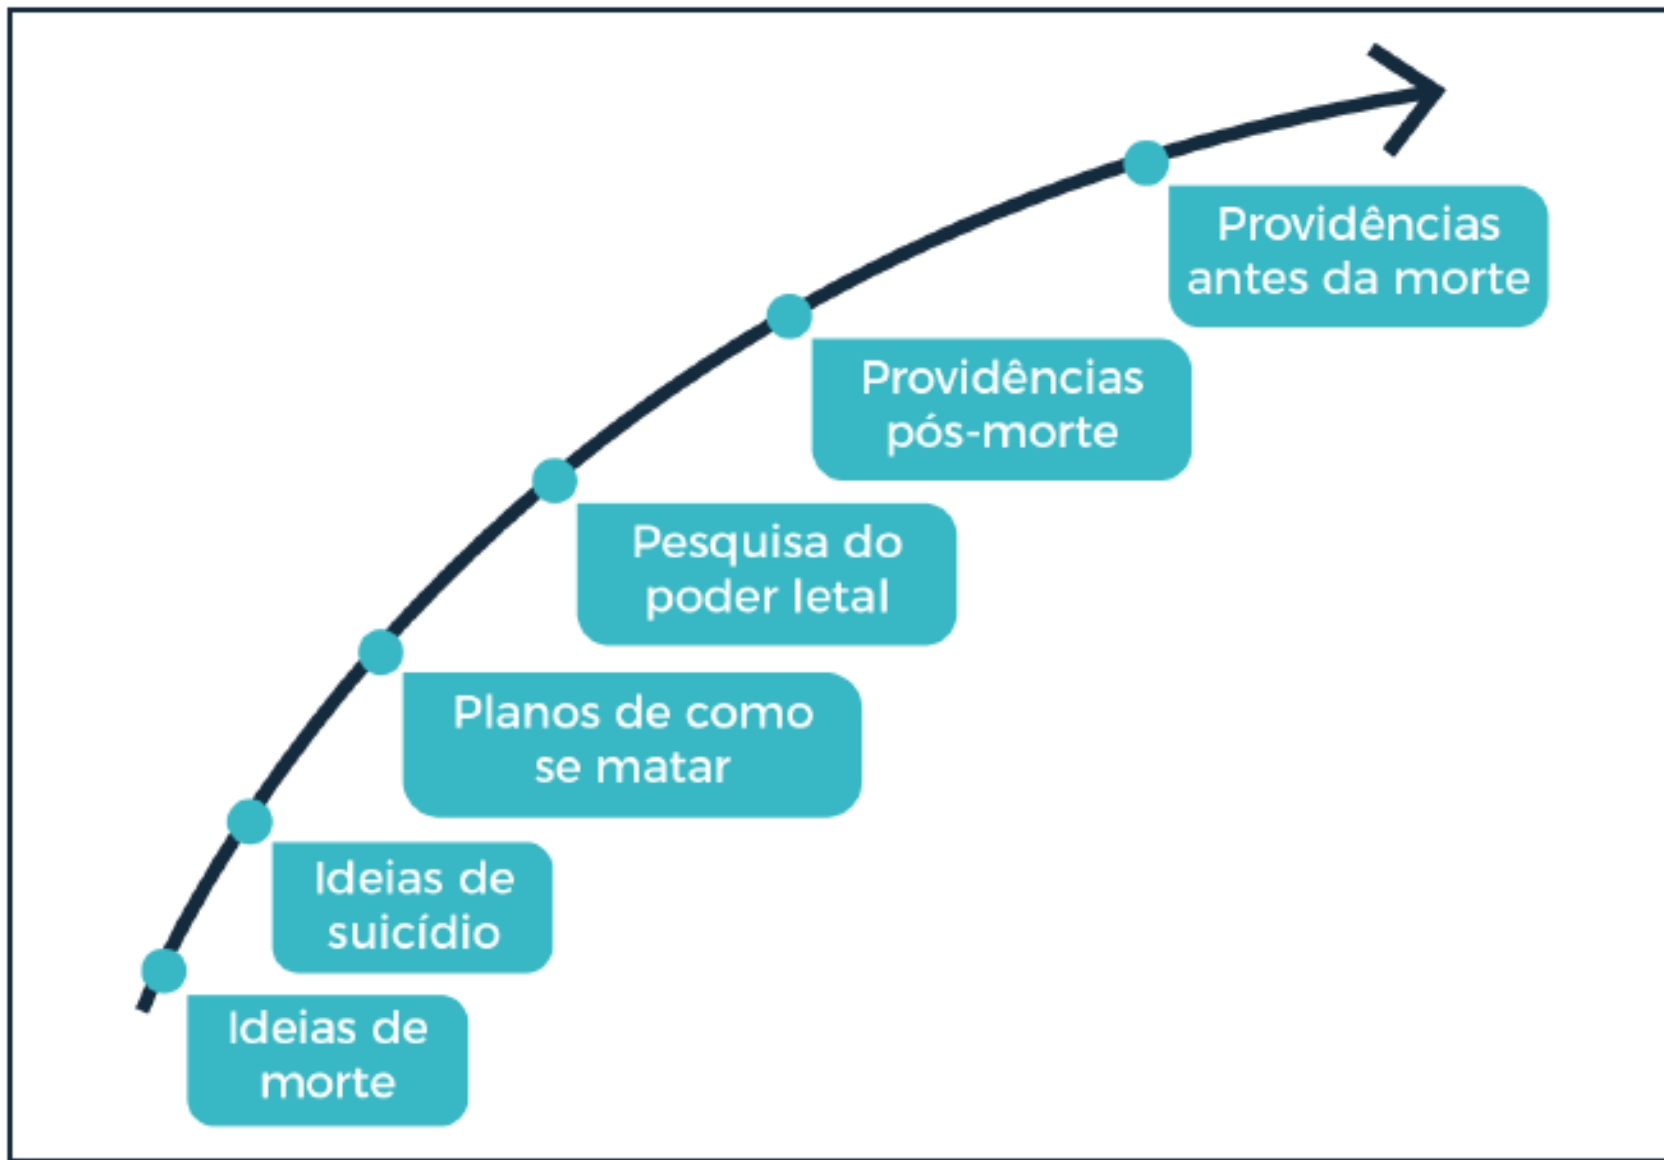 Providências
antes da morte
Providências
pós-morte
Pesquisa do
poder letal
Planos de como
se matar
Ideias de
suicídio
Ideias de
morte